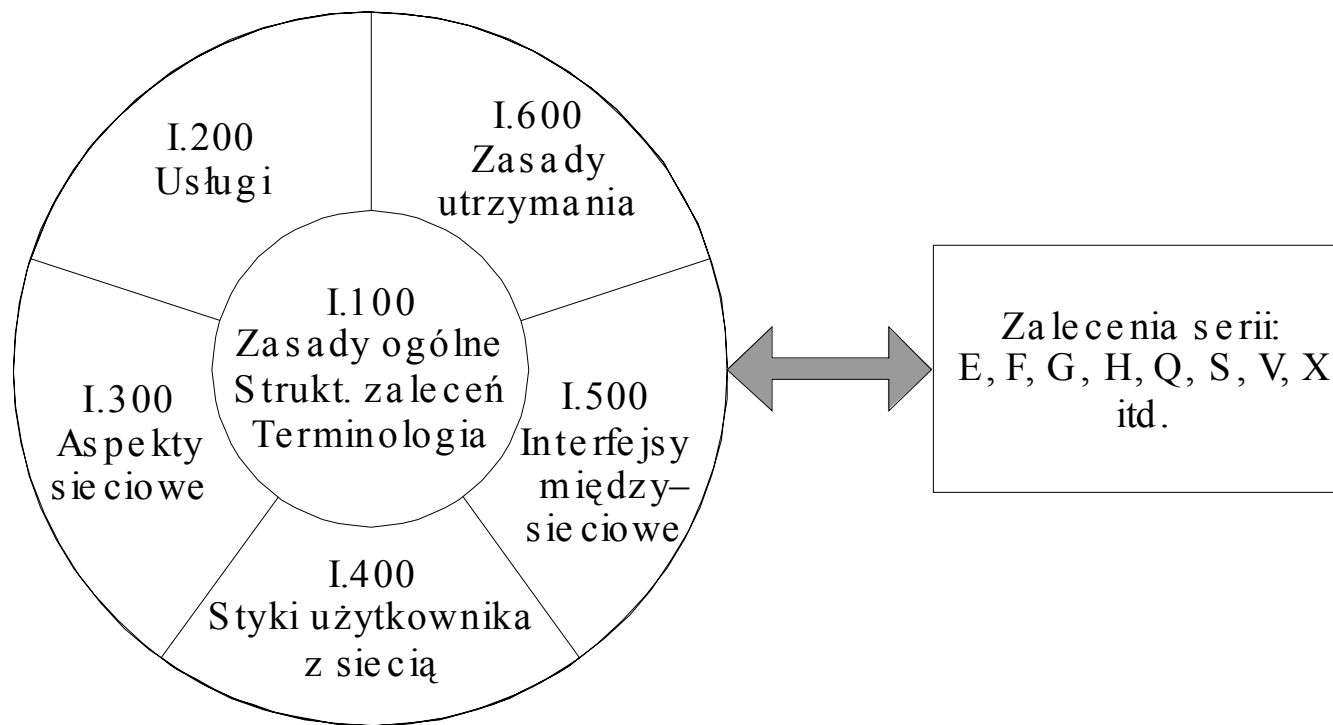 I.200
Usługi
I.600
Zasady
utrzymania
I.100
Zasady ogólne
Strukt. zaleceń
Terminologia
I.300
Aspekty
sieciowe
I.500
Interfejsy
między–
sieciowe
I.400
Styki użytkownika
z siecią
Zalecenia serii:
E, F, G, H, Q, S, V, X
itd.